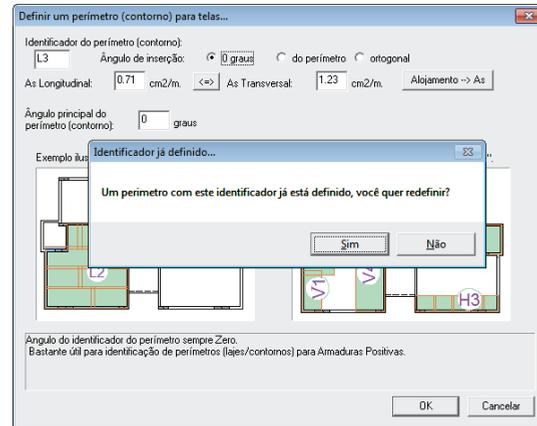 Definir um perímetro (contorno) para telas...
Identificador do perímetro (contorno):
L3 Ângulo de inserção: 0 graus do perímetro ortogonal
As Longitudinal: 0.71 cm2/m. <=> As Transversal: 1.23 cm2/m. Alojamento --> As
Ângulo principal do
perímetro (contorno): 0 graus
Exemplo ilus
Identificador já definido...
Um perimetro com este identificador já está definido, você quer redefinir?
Sim Não
L2 V1 H3
Angulo do identificador do perímetro sempre Zero.
Bastante útil para identificação de perímetros (lajes/contornos) para Armaduras Positivas.
OK Cancelar